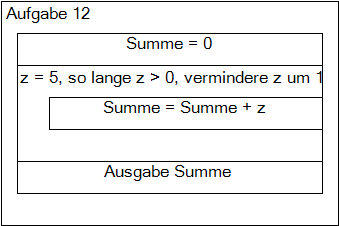 Aufgabe 12
Summe = 0
z = 5, so lange z > 0, vermindere z um 1
Summe = Summe + z
Ausgabe Summe